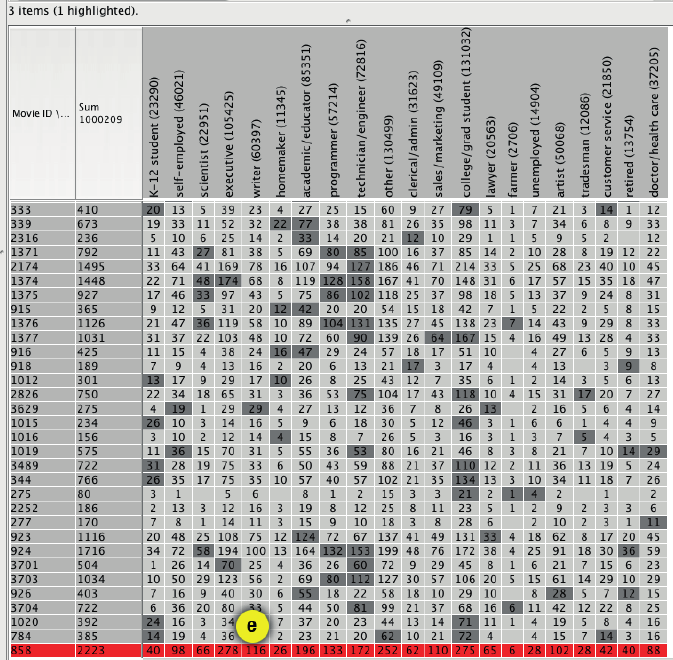 3 items (1 highlighted).
Movie ID \... Sum 1000209 K-12 student (23290) self-employed (46021) scientist (22951) executive (105425) writer (60397) homemaker (11345) academic/educator (85351) programmer (57214) technician/engineer (72816) other (130499) clerical/admin (31623) sales/marketing (49109) college/grad student (131032) lawyer (20563) farmer (2706) unemployed (14904) artist (50068) tradesman (12086) customer service (21850) retired (13754) doctor/health care (37205)
333 410 20 13 5 39 23 4 27 25 15 60 9 27 79 5 1 7 21 3 14 1 12
339 673 19 33 11 52 32 22 77 38 38 81 26 35 98 11 3 7 34 6 8 9 33
2316 236 5 10 6 25 14 2 33 14 20 21 12 10 29 1 1 5 9 5 2 12
1371 792 11 43 27 81 38 5 69 80 85 100 16 37 85 14 2 10 28 8 19 12 22
2174 1495 33 64 41 169 78 16 107 94 127 186 46 71 214 33 5 25 68 23 40 10 45
1374 1448 22 71 48 174 68 8 119 128 158 167 41 70 148 31 6 17 57 15 35 18 47
1375 927 17 46 33 97 43 5 75 86 102 118 25 37 98 18 5 13 37 9 24 8 31
915 365 9 12 5 31 20 12 42 20 20 54 15 18 42 7 1 5 22 2 5 8 15
1376 1126 21 47 36 119 58 10 89 104 131 135 27 45 138 23 7 14 43 9 29 8 33
1377 1031 31 37 22 103 48 10 72 60 90 139 26 64 167 15 4 16 49 13 28 4 33
916 425 11 15 4 38 24 16 47 29 24 57 18 17 51 10 4 27 6 5 9 13
918 189 7 9 4 13 16 2 20 6 13 21 17 3 17 4 4 13 3 9 8
1012 301 13 17 9 29 17 10 26 8 25 43 12 7 35 6 1 2 14 3 5 6 13
2826 750 22 34 18 65 31 3 36 53 75 104 17 43 118 10 4 15 31 17 20 7 27
3629 275 4 19 1 29 29 4 27 13 12 36 7 8 26 13 2 16 5 6 4 14
1015 234 26 10 3 14 16 5 9 6 18 30 5 12 46 3 1 6 6 1 4 4 9
1016 156 3 10 2 12 14 4 15 8 7 26 5 3 16 3 1 3 7 5 4 3 5
1019 575 11 36 15 70 31 5 55 36 53 80 16 21 46 8 3 8 21 7 10 14 29
3489 722 31 28 19 75 33 6 50 43 59 88 21 37 110 12 2 11 36 13 19 5 24
344 766 26 35 17 75 35 10 57 40 57 102 21 35 134 13 3 10 34 11 18 7 26
275 80 3 1 5 6 8 1 2 15 3 3 21 2 1 4 2 1 2
2252 186 2 13 3 12 16 3 19 8 12 25 8 11 23 5 1 2 9 2 3 3 6
277 170 7 8 1 14 11 3 15 9 10 18 3 8 28 6 2 10 2 3 1 11
923 1116 20 48 25 108 75 12 124 72 67 137 41 49 131 33 4 18 62 8 17 20 45
924 1716 34 72 58 194 100 13 164 132 153 199 48 76 172 38 4 25 91 18 30 36 59
3701 504 1 26 14 70 25 4 36 26 60 72 9 29 45 8 1 6 21 7 15 6 23
3703 1034 10 50 29 123 56 2 69 80 112 127 30 57 106 20 5 15 61 14 29 10 29
926 403 7 16 9 40 30 6 55 18 22 58 18 10 29 10 8 28 5 7 12 15
3704 722 6 36 20 80 33 5 44 50 81 99 21 37 68 16 6 11 42 12 22 8 25
1020 392 24 16 3 34 7 37 20 23 44 13 14 71 4 1 5 19 5 8 4 16
784 385 14 19 4 36 2 23 21 20 62 10 21 72 4 4 15 7 14 3 16
858 2223 40 98 66 278 116 26 196 133 172 252 62 110 275 65 6 28 102 28 42 40 88
e